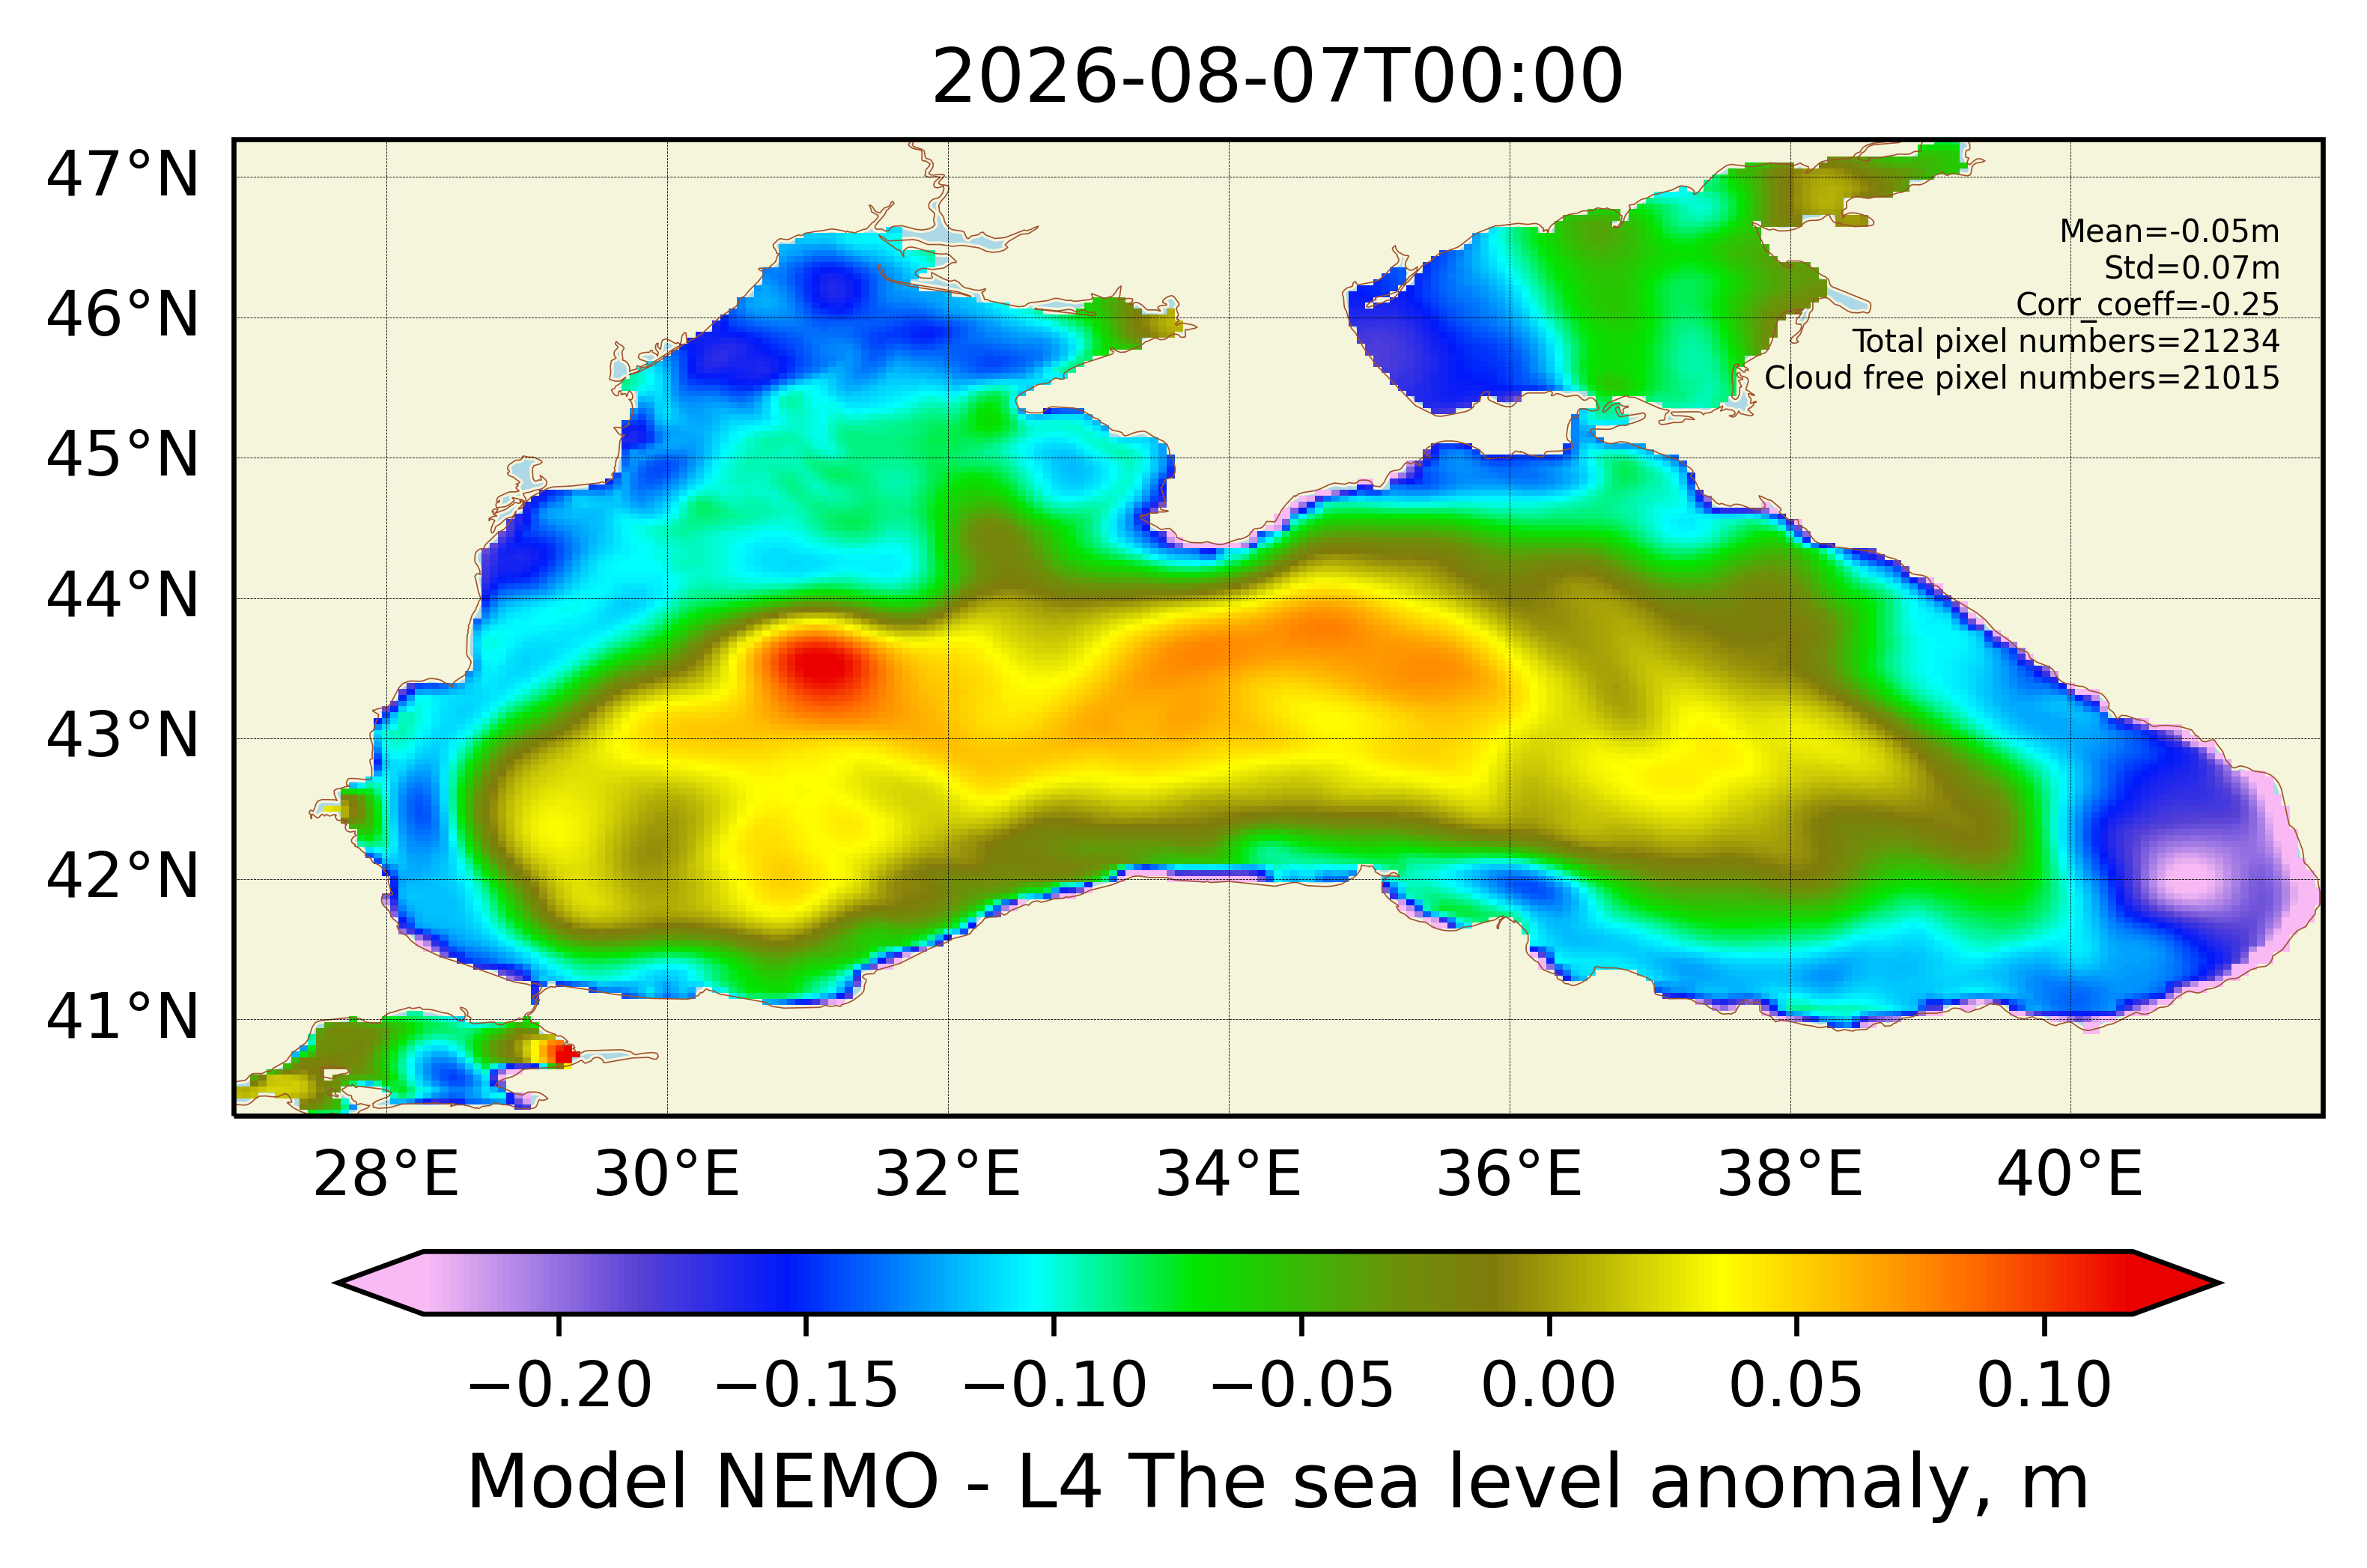 2026-08-07T00:00
47°N
46°N
45°N
44°N
43°N
42°N
41°N
Mean=-0.05m
Std=0.07m
Corr_coeff=-0.25
Total pixel numbers=21234
Cloud free pixel numbers=21015
28°E 30°E 32°E 34°E 36°E 38°E 40°E
−0.20 −0.15 −0.10 −0.05 0.00 0.05 0.10
Model NEMO - L4 The sea level anomaly, m